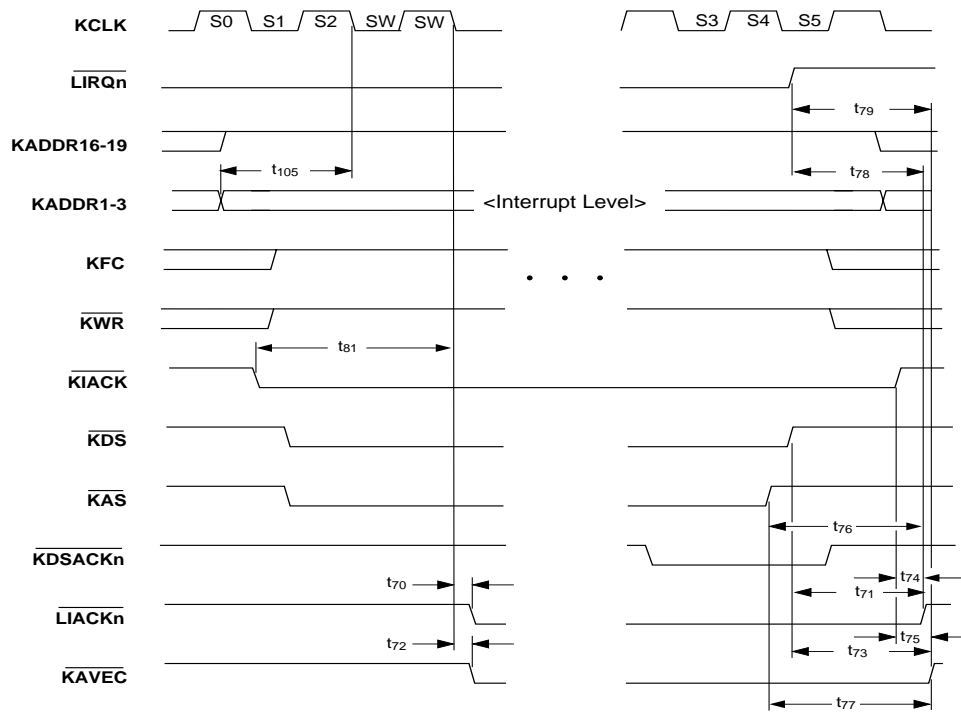 KCLK S0 S1 S2 SW SW S3 S4 S5
LIRQn
t79
KADDR16-19
t105 t78
KADDR1-3 <Interrupt Level>
KFC
. . .
KWR
t81
KIACK
KDS
KAS
t76
KDSACKn
t70 t74
t71
LIACKn
t72 t75
t73
KAVEC
t77